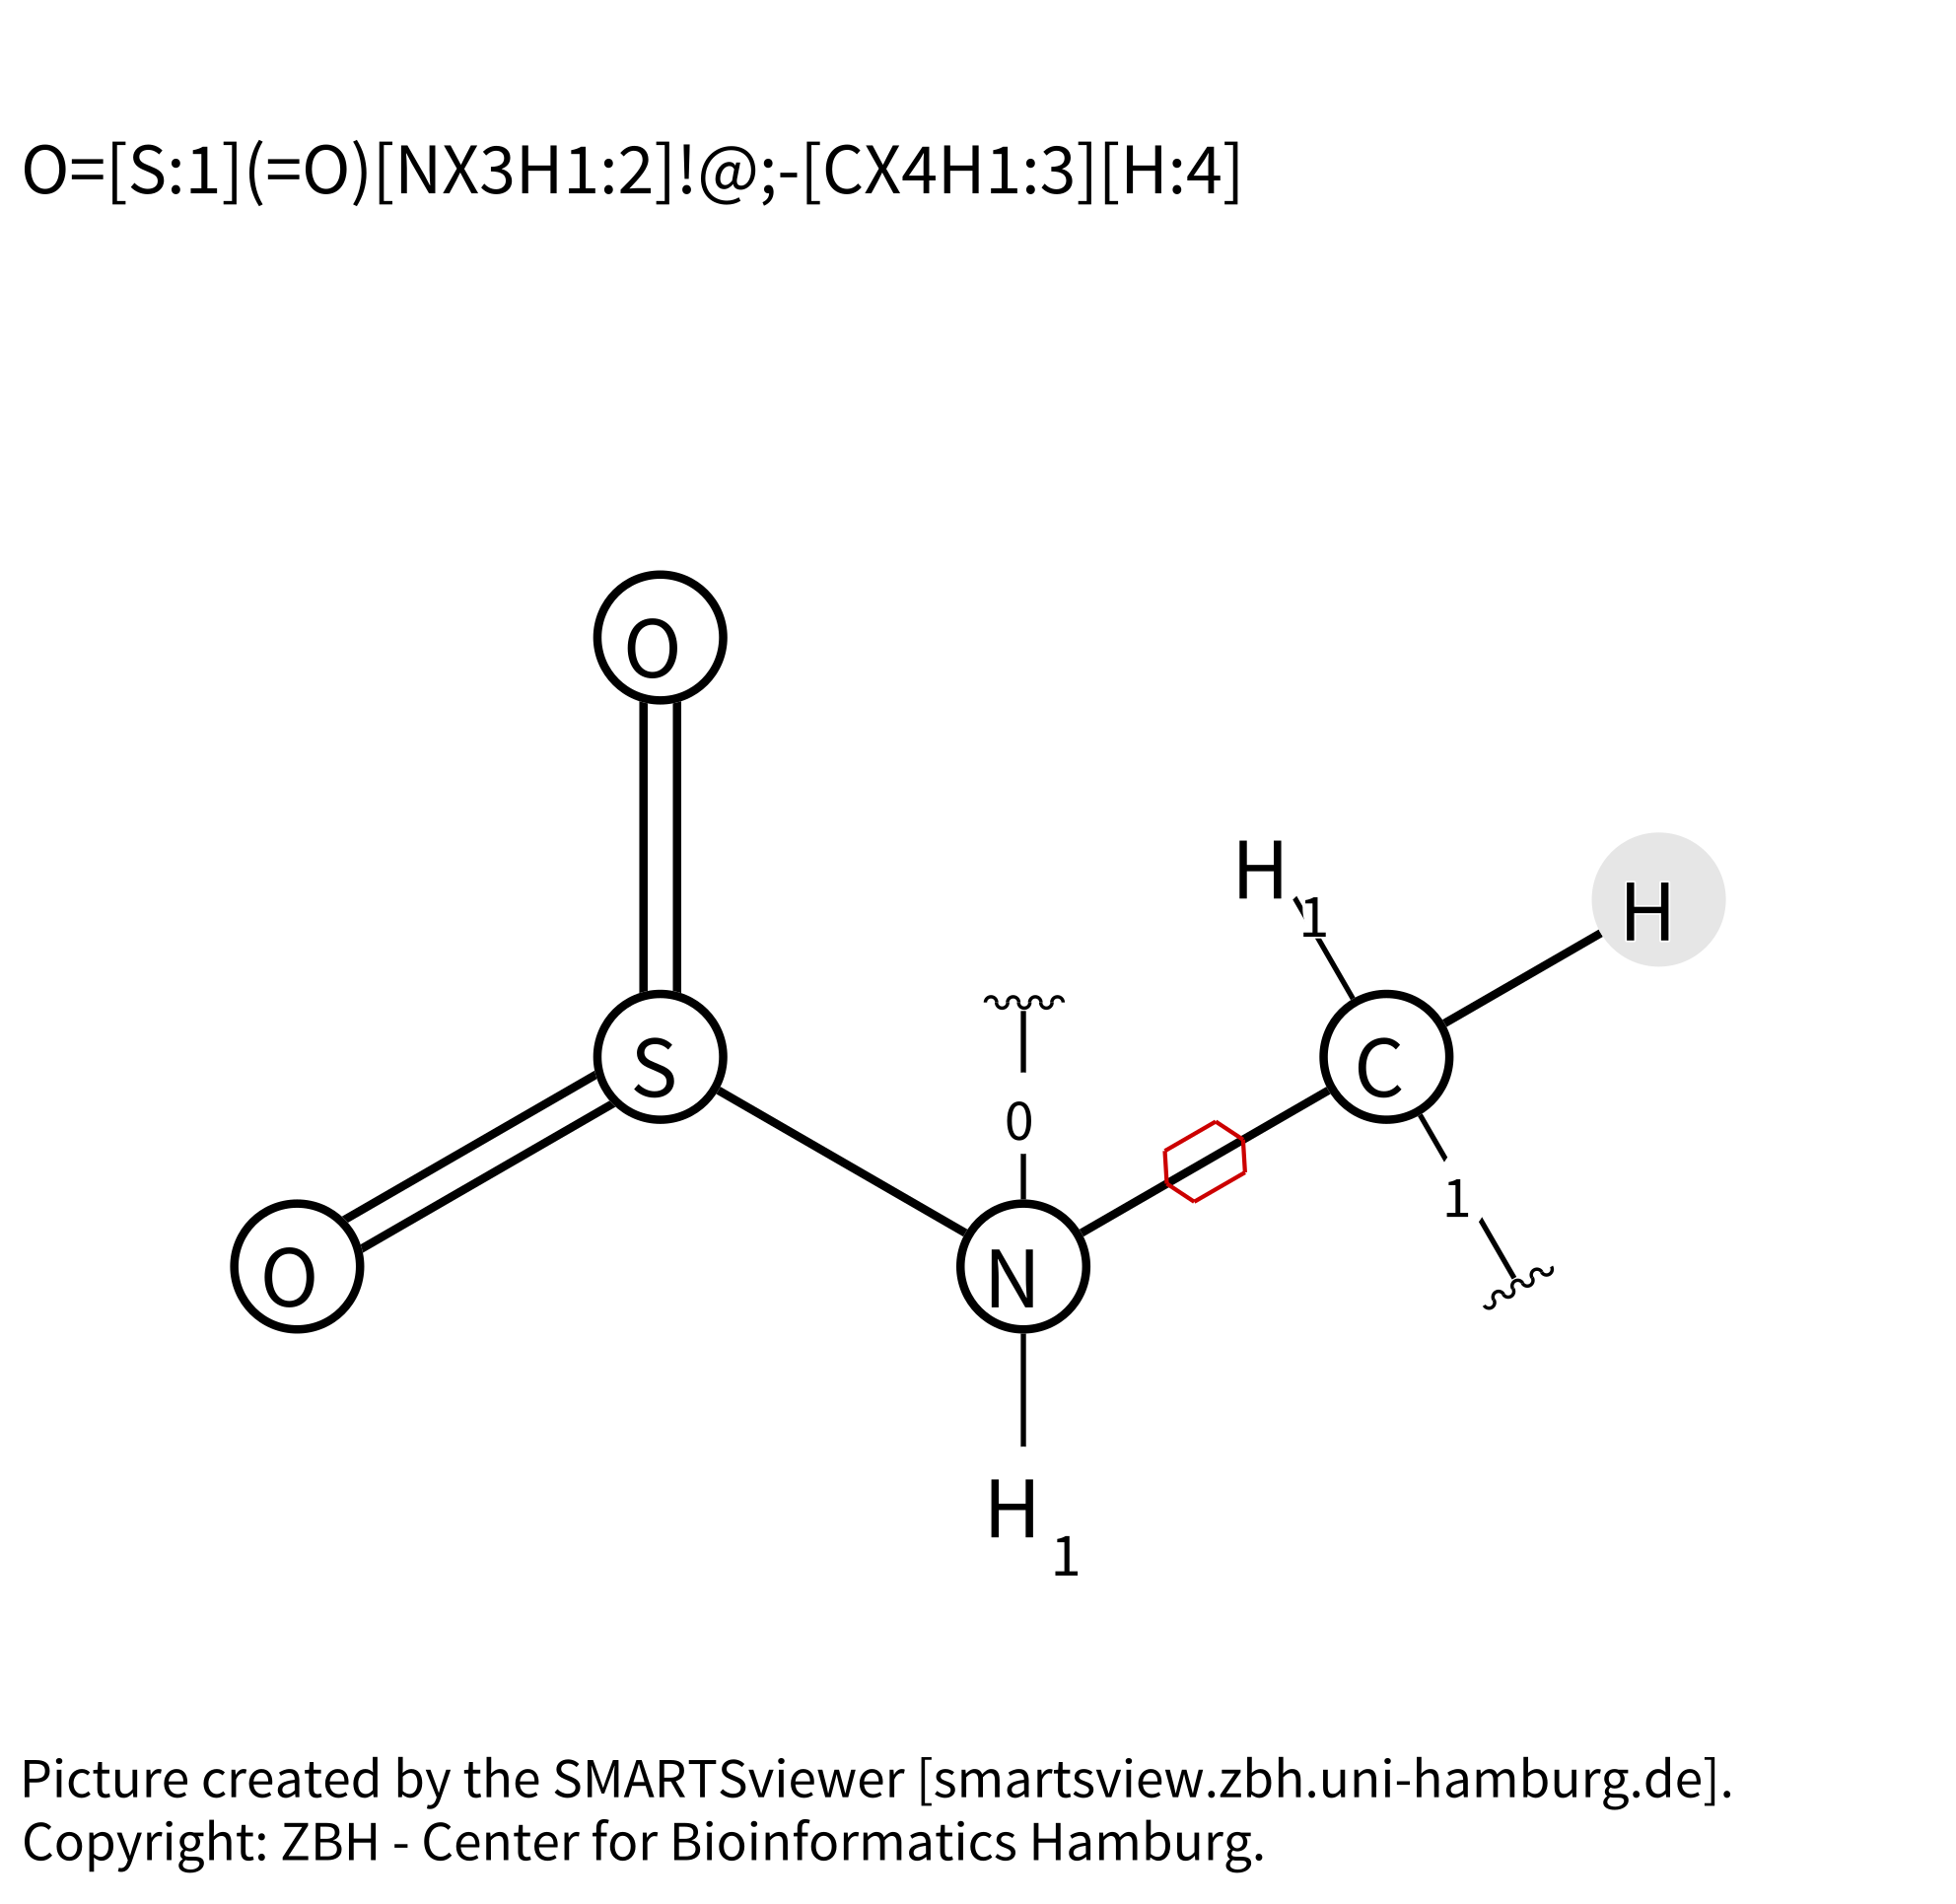 O=[S:1](=O)[NX3H1:2]!@;-[CX4H1:3][H:4]
O
H
1
H
S
C
0
1
O
N
H
1
Picture created by the SMARTSviewer [smartsview.zbh.uni-hamburg.de].
Copyright: ZBH - Center for Bioinformatics Hamburg.